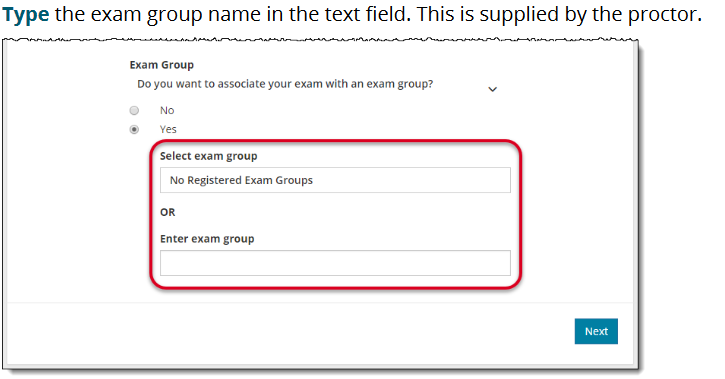 Type the exam group name in the text field. This is supplied by the proctor.
Exam Group
Do you want to associate your exam with an exam group?
No
Yes
Select exam group
No Registered Exam Groups
OR
Enter exam group
Next